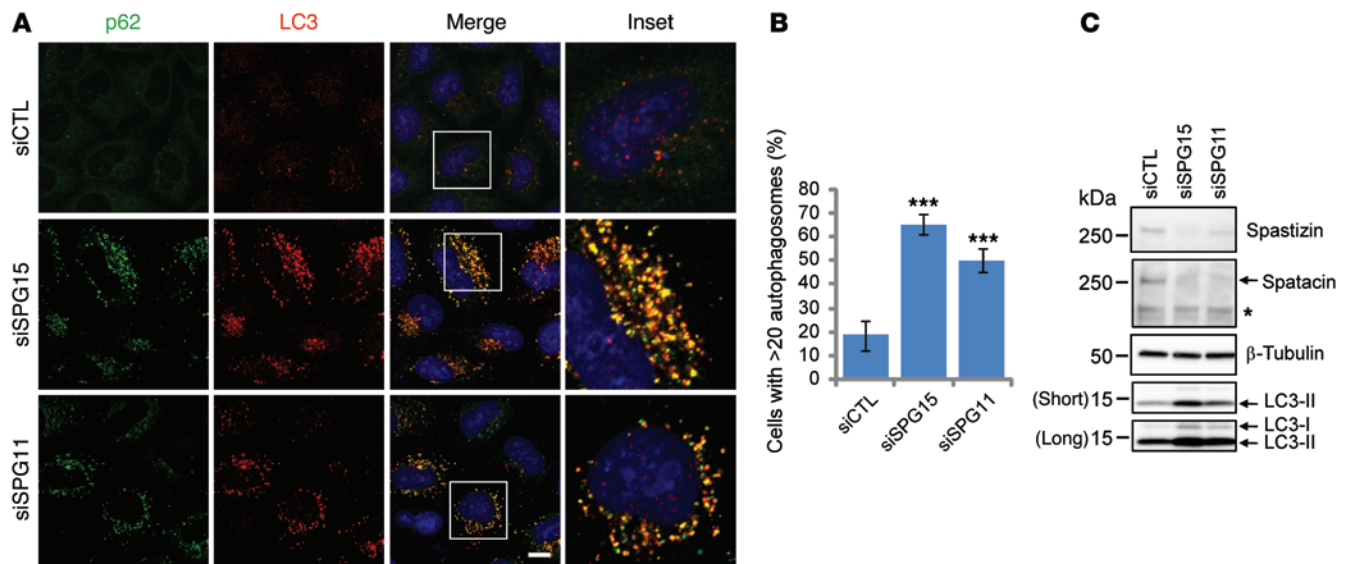 A
p62 LC3 Merge Inset
siCTL
siSPG15
siSPG11
B
Cells with >20 autophagosomes (%)
80
70
60
50
40
30
20
10
0
*** ***
siCTL siSPG15 siSPG11
C
siCTL siSPG15 siSPG11
kDa
250 Spastizin
250 Spatacin
*
50 β-Tubulin
(Short) 15 LC3-II
LC3-I
(Long) 15 LC3-II